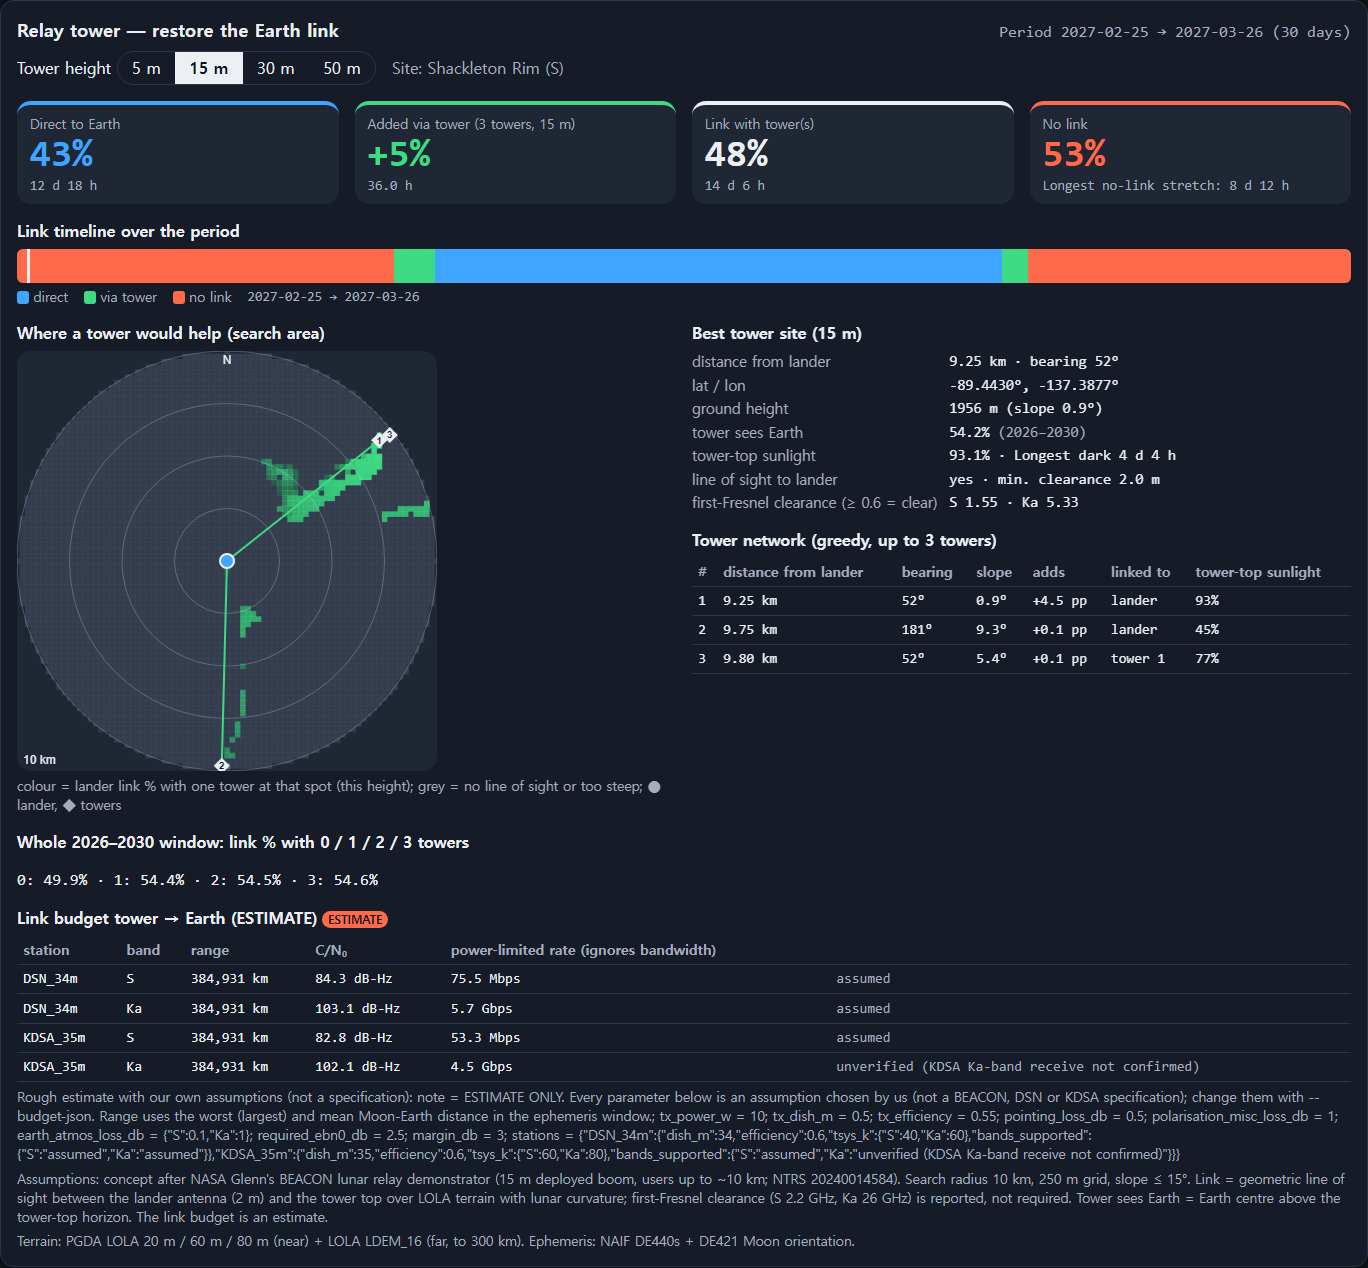 Relay tower — restore the Earth link
Period 2027-02-25 → 2027-03-26 (30 days)
Tower height 5 m 15 m 30 m 50 m Site: Shackleton Rim (S)
Direct to Earth
43%
12 d 18 h
Added via tower (3 towers, 15 m)
+5%
36.0 h
Link with tower(s)
48%
14 d 6 h
No link
53%
Longest no-link stretch: 8 d 12 h
Link timeline over the period
direct via tower no link 2027-02-25 → 2027-03-26
Where a tower would help (search area)
N
1
3
2
10 km
colour = lander link % with one tower at that spot (this height); grey = no line of sight or too steep; ●
lander, ◆ towers
Best tower site (15 m)
distance from lander 9.25 km · bearing 52°
lat / lon -89.4430°, -137.3877°
ground height 1956 m (slope 0.9°)
tower sees Earth 54.2% (2026–2030)
tower-top sunlight 93.1% · Longest dark 4 d 4 h
line of sight to lander yes · min. clearance 2.0 m
first-Fresnel clearance (≥ 0.6 = clear) S 1.55 · Ka 5.33
Tower network (greedy, up to 3 towers)
# distance from lander bearing slope adds linked to tower-top sunlight
1 9.25 km 52° 0.9° +4.5 pp lander 93%
2 9.75 km 181° 9.3° +0.1 pp lander 45%
3 9.80 km 52° 5.4° +0.1 pp tower 1 77%
Whole 2026–2030 window: link % with 0 / 1 / 2 / 3 towers
0: 49.9% · 1: 54.4% · 2: 54.5% · 3: 54.6%
Link budget tower → Earth (ESTIMATE) ESTIMATE
station band range C/N₀ power-limited rate (ignores bandwidth)
DSN_34m S 384,931 km 84.3 dB-Hz 75.5 Mbps assumed
DSN_34m Ka 384,931 km 103.1 dB-Hz 5.7 Gbps assumed
KDSA_35m S 384,931 km 82.8 dB-Hz 53.3 Mbps assumed
KDSA_35m Ka 384,931 km 102.1 dB-Hz 4.5 Gbps unverified (KDSA Ka-band receive not confirmed)
Rough estimate with our own assumptions (not a specification): note = ESTIMATE ONLY. Every parameter below is an assumption chosen by us (not a BEACON, DSN or KDSA specification); change them with --
budget-json. Range uses the worst (largest) and mean Moon-Earth distance in the ephemeris window.; tx_power_w = 10; tx_dish_m = 0.5; tx_efficiency = 0.55; pointing_loss_db = 0.5; polarisation_misc_loss_db = 1;
earth_atmos_loss_db = {"S":0.1,"Ka":1}; required_ebn0_db = 2.5; margin_db = 3; stations = {"DSN_34m":{"dish_m":34,"efficiency":0.6,"tsys_k":{"S":40,"Ka":60},"bands_supported":
{"S":"assumed","Ka":"assumed"}},"KDSA_35m":{"dish_m":35,"efficiency":0.6,"tsys_k":{"S":60,"Ka":80},"bands_supported":{"S":"assumed","Ka":"unverified (KDSA Ka-band receive not confirmed)"}}}
Assumptions: concept after NASA Glenn's BEACON lunar relay demonstrator (15 m deployed boom, users up to ~10 km; NTRS 20240014584). Search radius 10 km, 250 m grid, slope ≤ 15°. Link = geometric line of
sight between the lander antenna (2 m) and the tower top over LOLA terrain with lunar curvature; first-Fresnel clearance (S 2.2 GHz, Ka 26 GHz) is reported, not required. Tower sees Earth = Earth centre above the
tower-top horizon. The link budget is an estimate.
Terrain: PGDA LOLA 20 m / 60 m / 80 m (near) + LOLA LDEM_16 (far, to 300 km). Ephemeris: NAIF DE440s + DE421 Moon orientation.